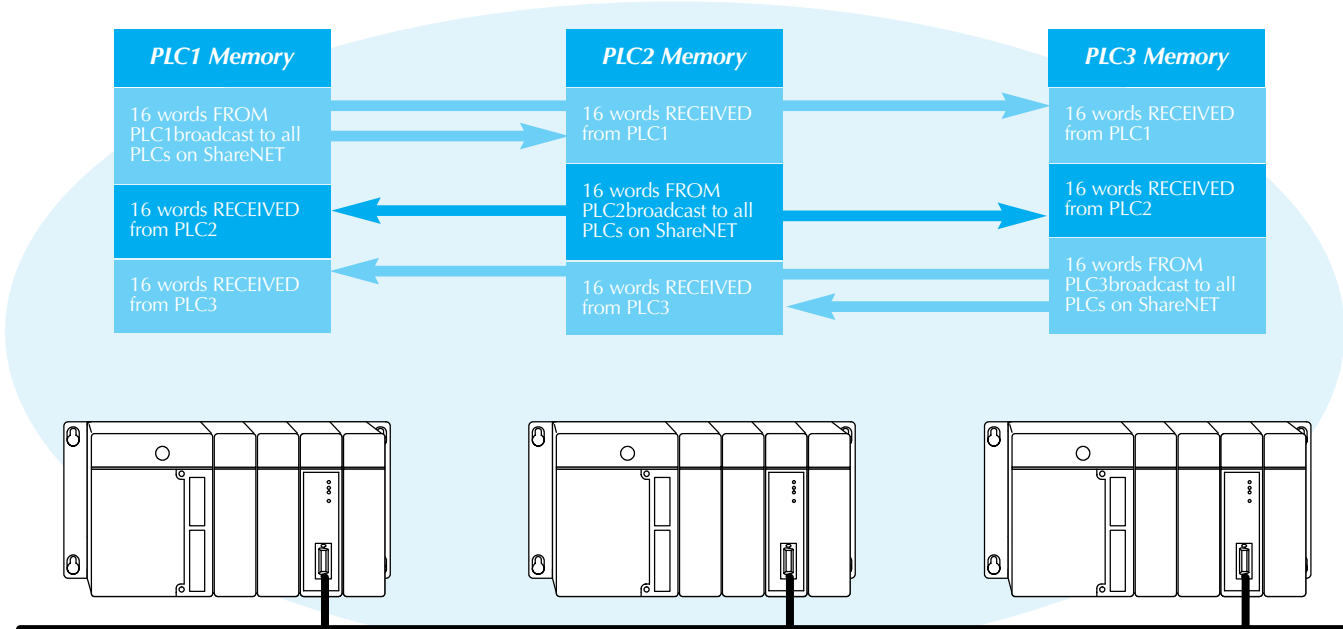 PLC1 Memory
16 words FROM
PLC1broadcast to all
PLCs on ShareNET
16 words RECEIVED
from PLC2
16 words RECEIVED
from PLC3
PLC2 Memory
16 words RECEIVED
from PLC1
16 words FROM
PLC2broadcast to all
PLCs on ShareNET
16 words RECEIVED
from PLC3
PLC3 Memory
16 words RECEIVED
from PLC1
16 words RECEIVED
from PLC2
16 words FROM
PLC3broadcast to all
PLCs on ShareNET